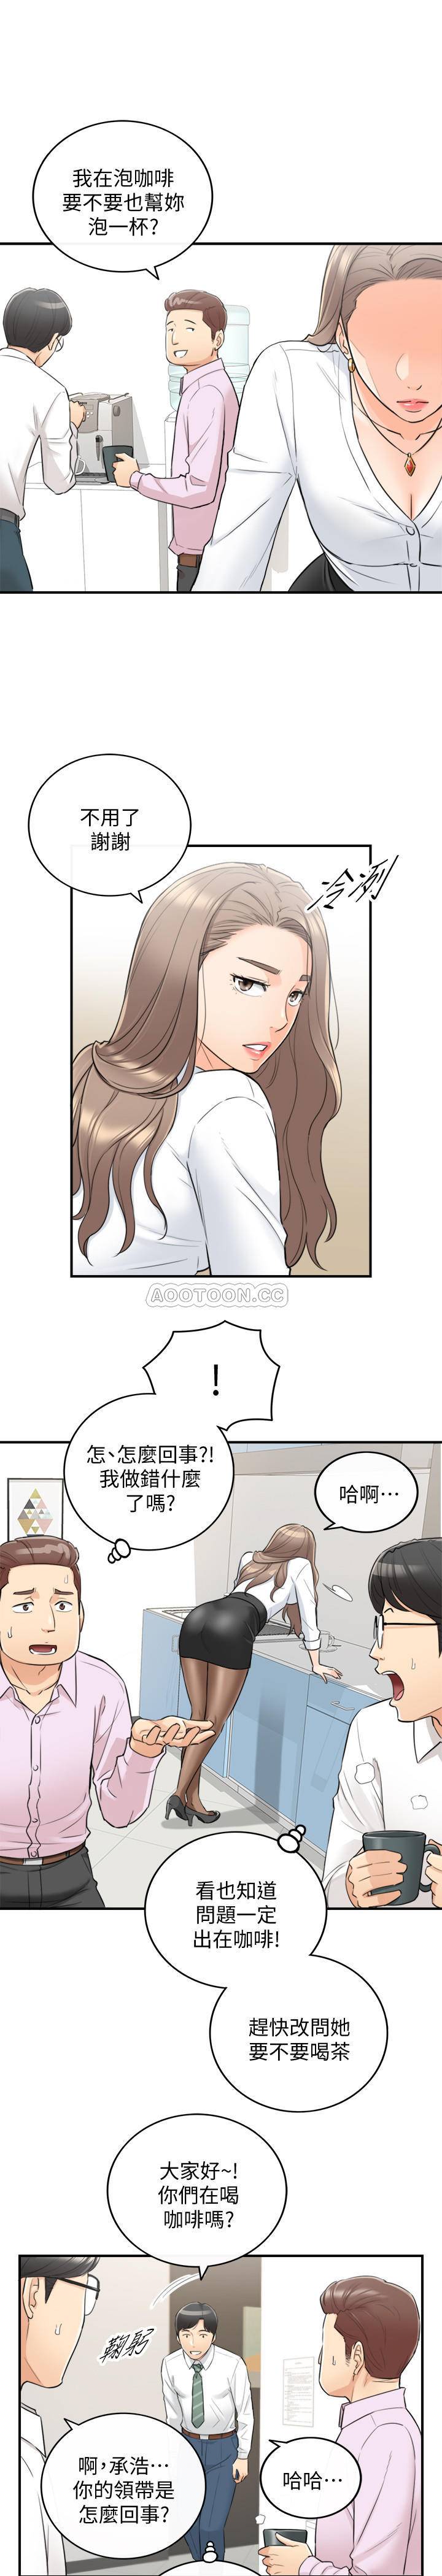 我在泡咖啡
要不要也幫妳
泡一杯?
不用了
謝謝
冷冽
AOOTOON.CC
!
怎、怎麼回事?!
我做錯什麼
了嗎?
哈啊…
看也知道
問題一定
出在咖啡!
趕快改問她
要不要喝茶
大家好~!
你們在喝
咖啡嗎?
鞠躬
啊,承浩…
你的領帶是
怎麼回事?
哈哈…